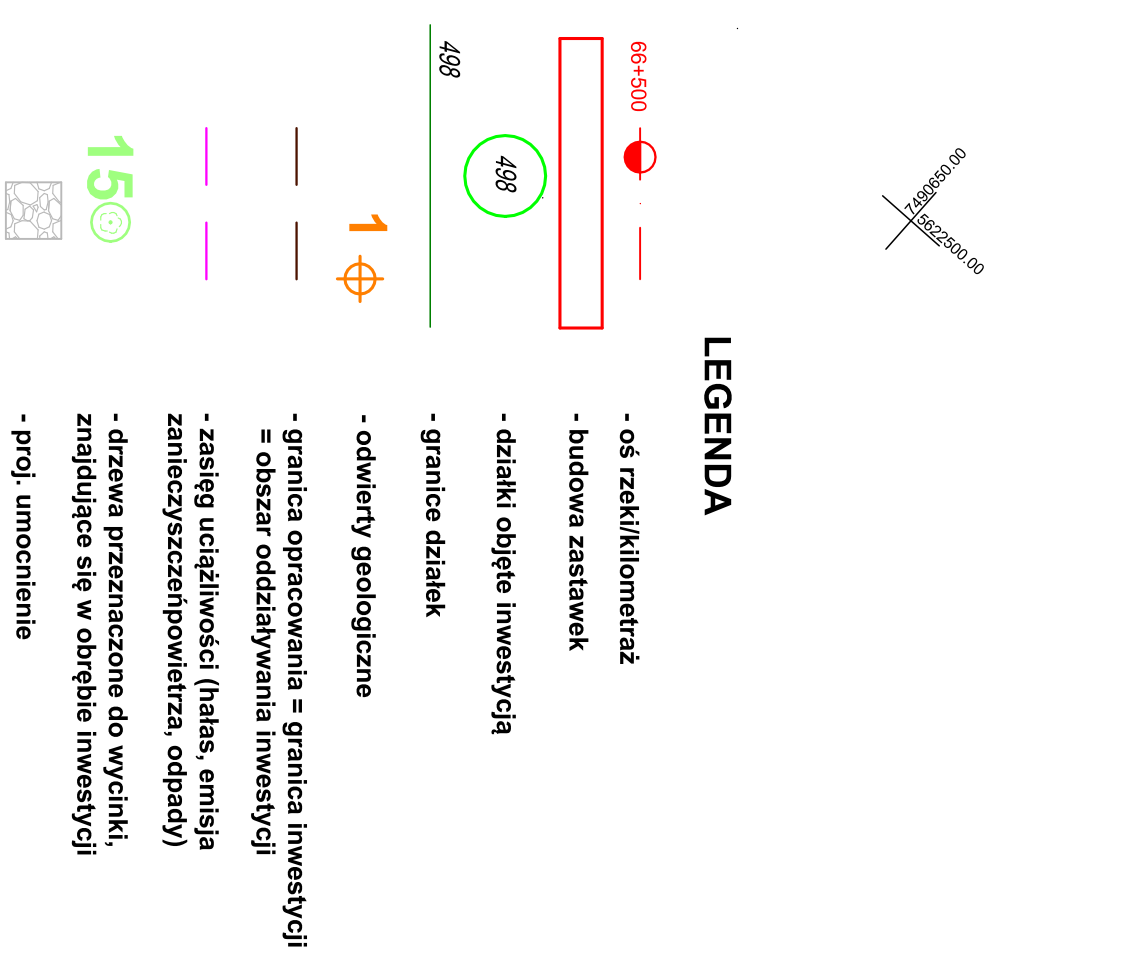 7490650.00
5622500.00
LEGENDA
66+500
- oś rzeki/kilometraż
- budowa zastawek
498
- działki objęte inwestycją
498
- granice działek
1
- odwierty geologiczne
- granica opracowania = granica inwestycji
= obszar oddziaływania inwestycji
- zasięg uciążliwości (hałas, emisja
zanieczyszczeńpowietrza, odpady)
15
- drzewa przeznaczone do wycinki,
znajdujące się w obrębie inwestycji
- proj. umocnienie